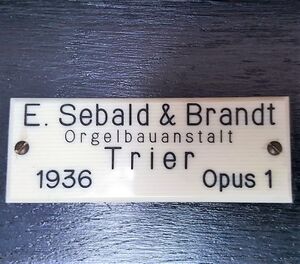 E. Sebald & Brandt
Orgelbauanstalt
Trier
1936 Opus 1